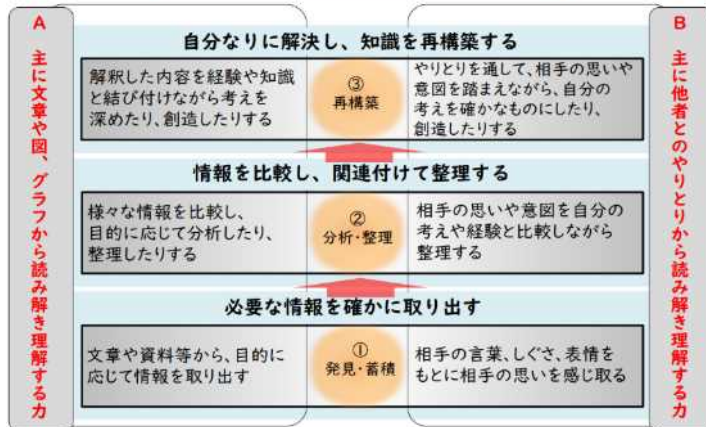 A 主に文章や図、グラフから読み解き理解する力
自分なりに解決し、知識を再構築する
解釈した内容を経験や知識
と結び付けながら考えを
深めたり、創造したりする
③
再構築
やりとりを通して、相手の思いや
意図を踏まえながら、自分の
考えを確かなものにしたり、
創造したりする
情報を比較し、関連付けて整理する
様々な情報を比較し、
目的に応じて分析したり、
整理したりする
②
分析・整理
相手の思いや意図を自分の
考えや経験と比較しながら
整理する
必要な情報を確かに取り出す
文章や資料等から、目的に
応じて情報を取り出す
①
発見・蓄積
相手の言葉、しぐさ、表情を
もとに相手の思いを感じ取る
B 主に他者とのやりとりから読み解き理解する力